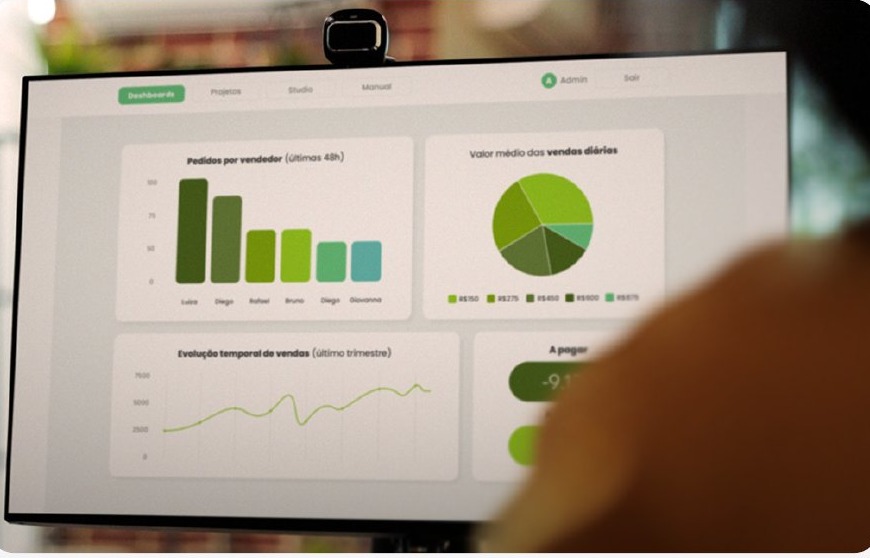 Dashboards Projetos Studio Manual A Admin Sair
Pedidos por vendedor (últimas 48h)
100
75
50
0
Luiza Diego Rafael Bruno Diego Giovanna
Valor médio das vendas diárias
R$150 R$275 R$450 R$600
Evolução temporal de vendas (último trimestre)
7500
5000
2500
0
A pagar